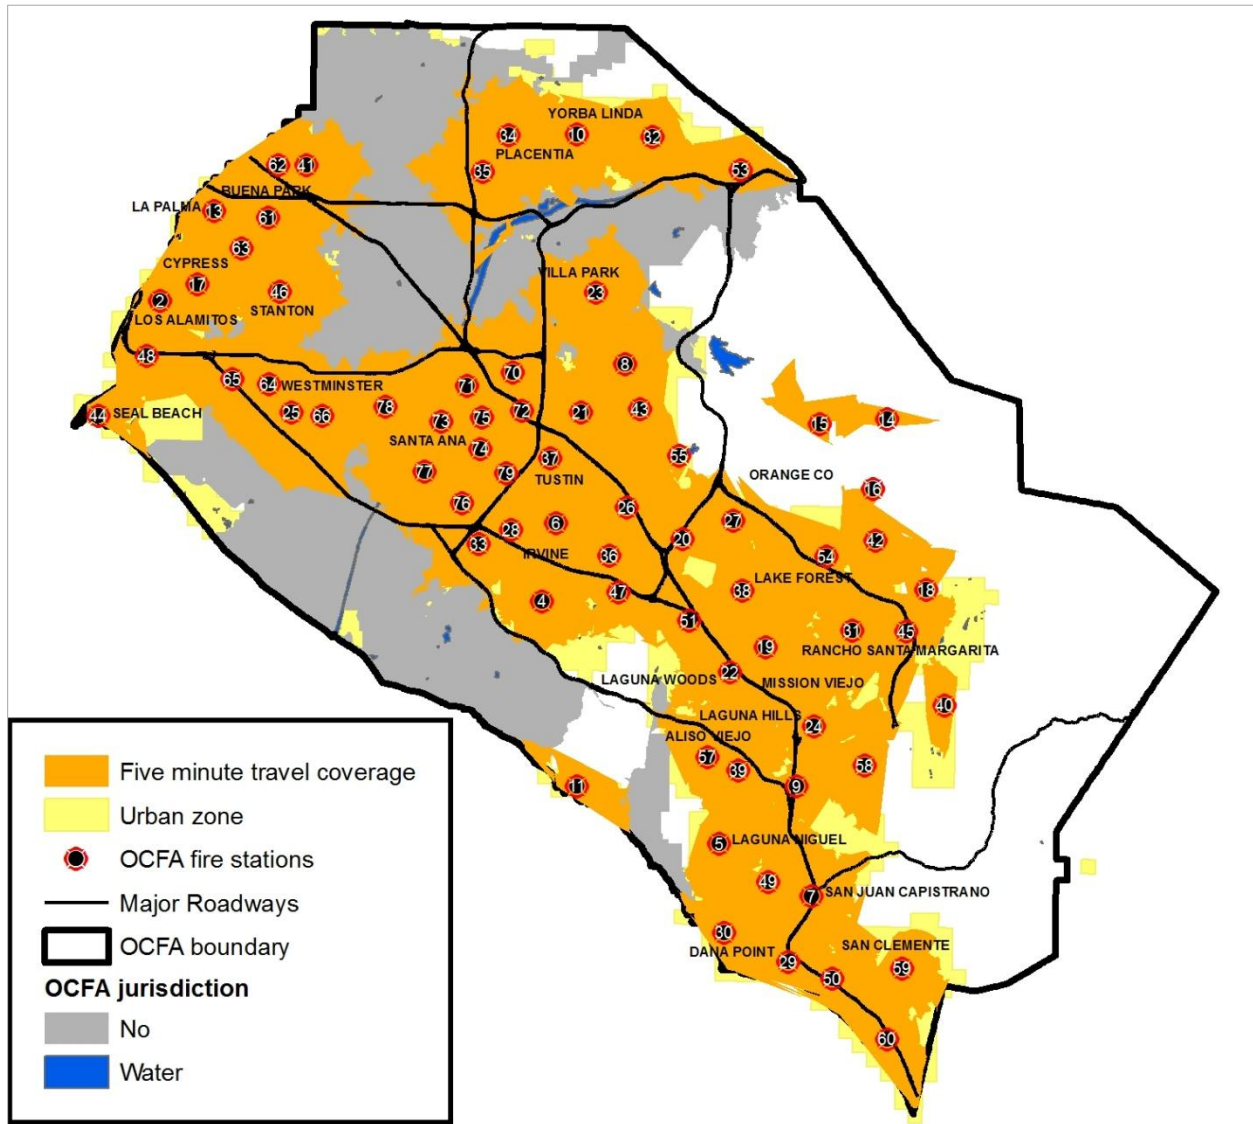 YORBA LINDA
34
10
32
PLACENTIA
62
41
35
53
BUENA PARK
LA PALMA
13
61
63
CYPRESS
VILLA PARK
17
46
23
2
STANTON
LOS ALAMITOS
48
8
70
65
64
WESTMINSTER
71
78
72
21
43
44
SEAL BEACH
25
66
73
75
15
14
SANTA ANA
74
37
55
77
79
TUSTIN
ORANGE CO
16
76
26
27
28
6
20
42
33
IRVINE
36
54
LAKE FOREST
4
47
38
18
51
31
45
19
RANCHO SANTA MARGARITA
22
LAGUNA WOODS
MISSION VIEJO
40
LAGUNA HILLS
24
ALISO VIEJO
57
39
58
11
9
5
LAGUNA NIGUEL
49
7
SAN JUAN CAPISTRANO
30
SAN CLEMENTE
DANA POINT
29
59
50
60
Five minute travel coverage
Urban zone
OCFA fire stations
Major Roadways
OCFA boundary
OCFA jurisdiction
No
Water